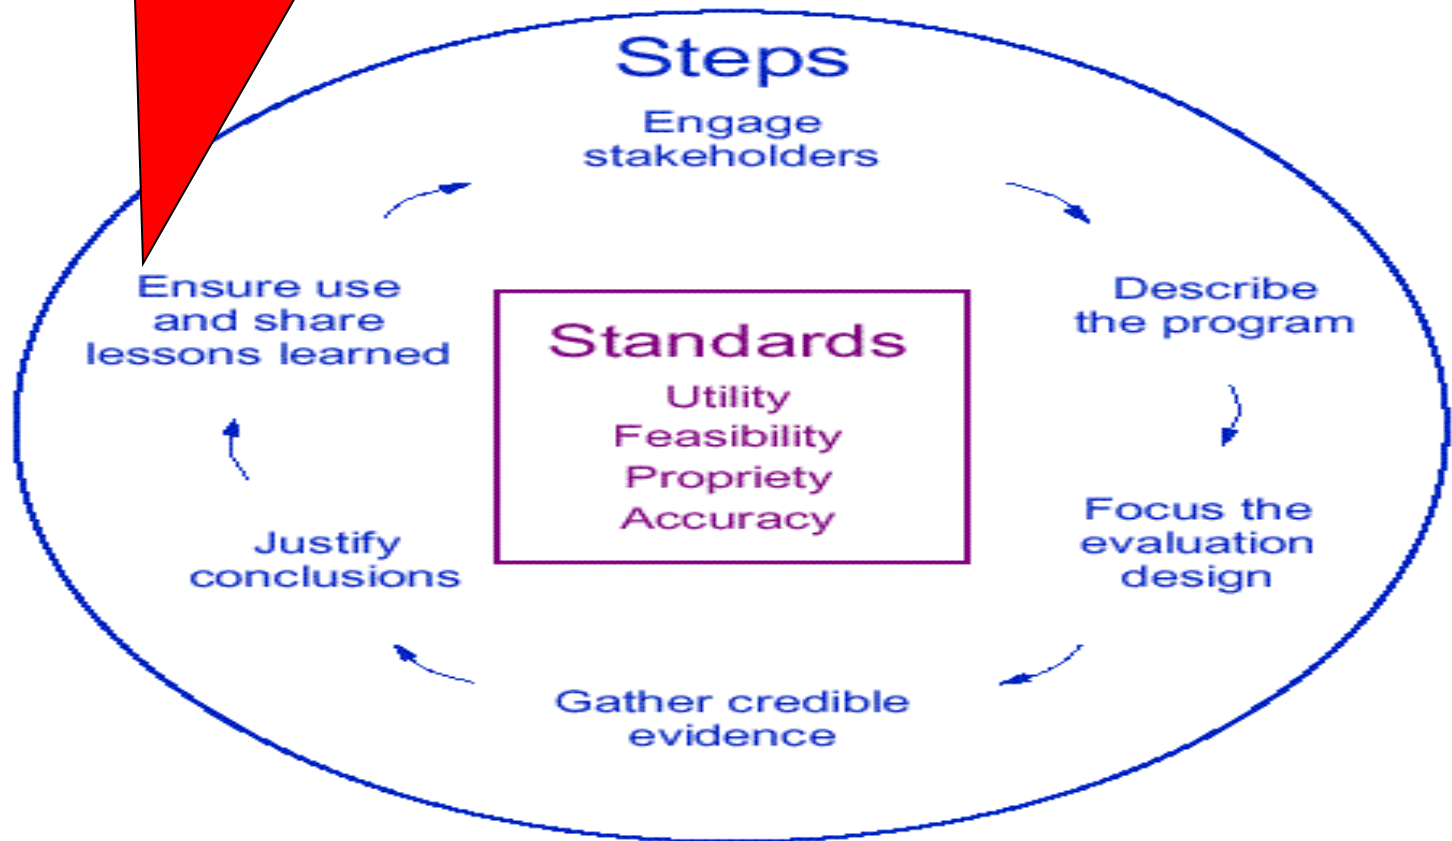 Steps
Engage
stakeholders
Describe
the program
Focus the
evaluation
design
Gather credible
evidence
Justify
conclusions
Ensure use
and share
lessons learned
Standards
Utility
Feasibility
Propriety
Accuracy